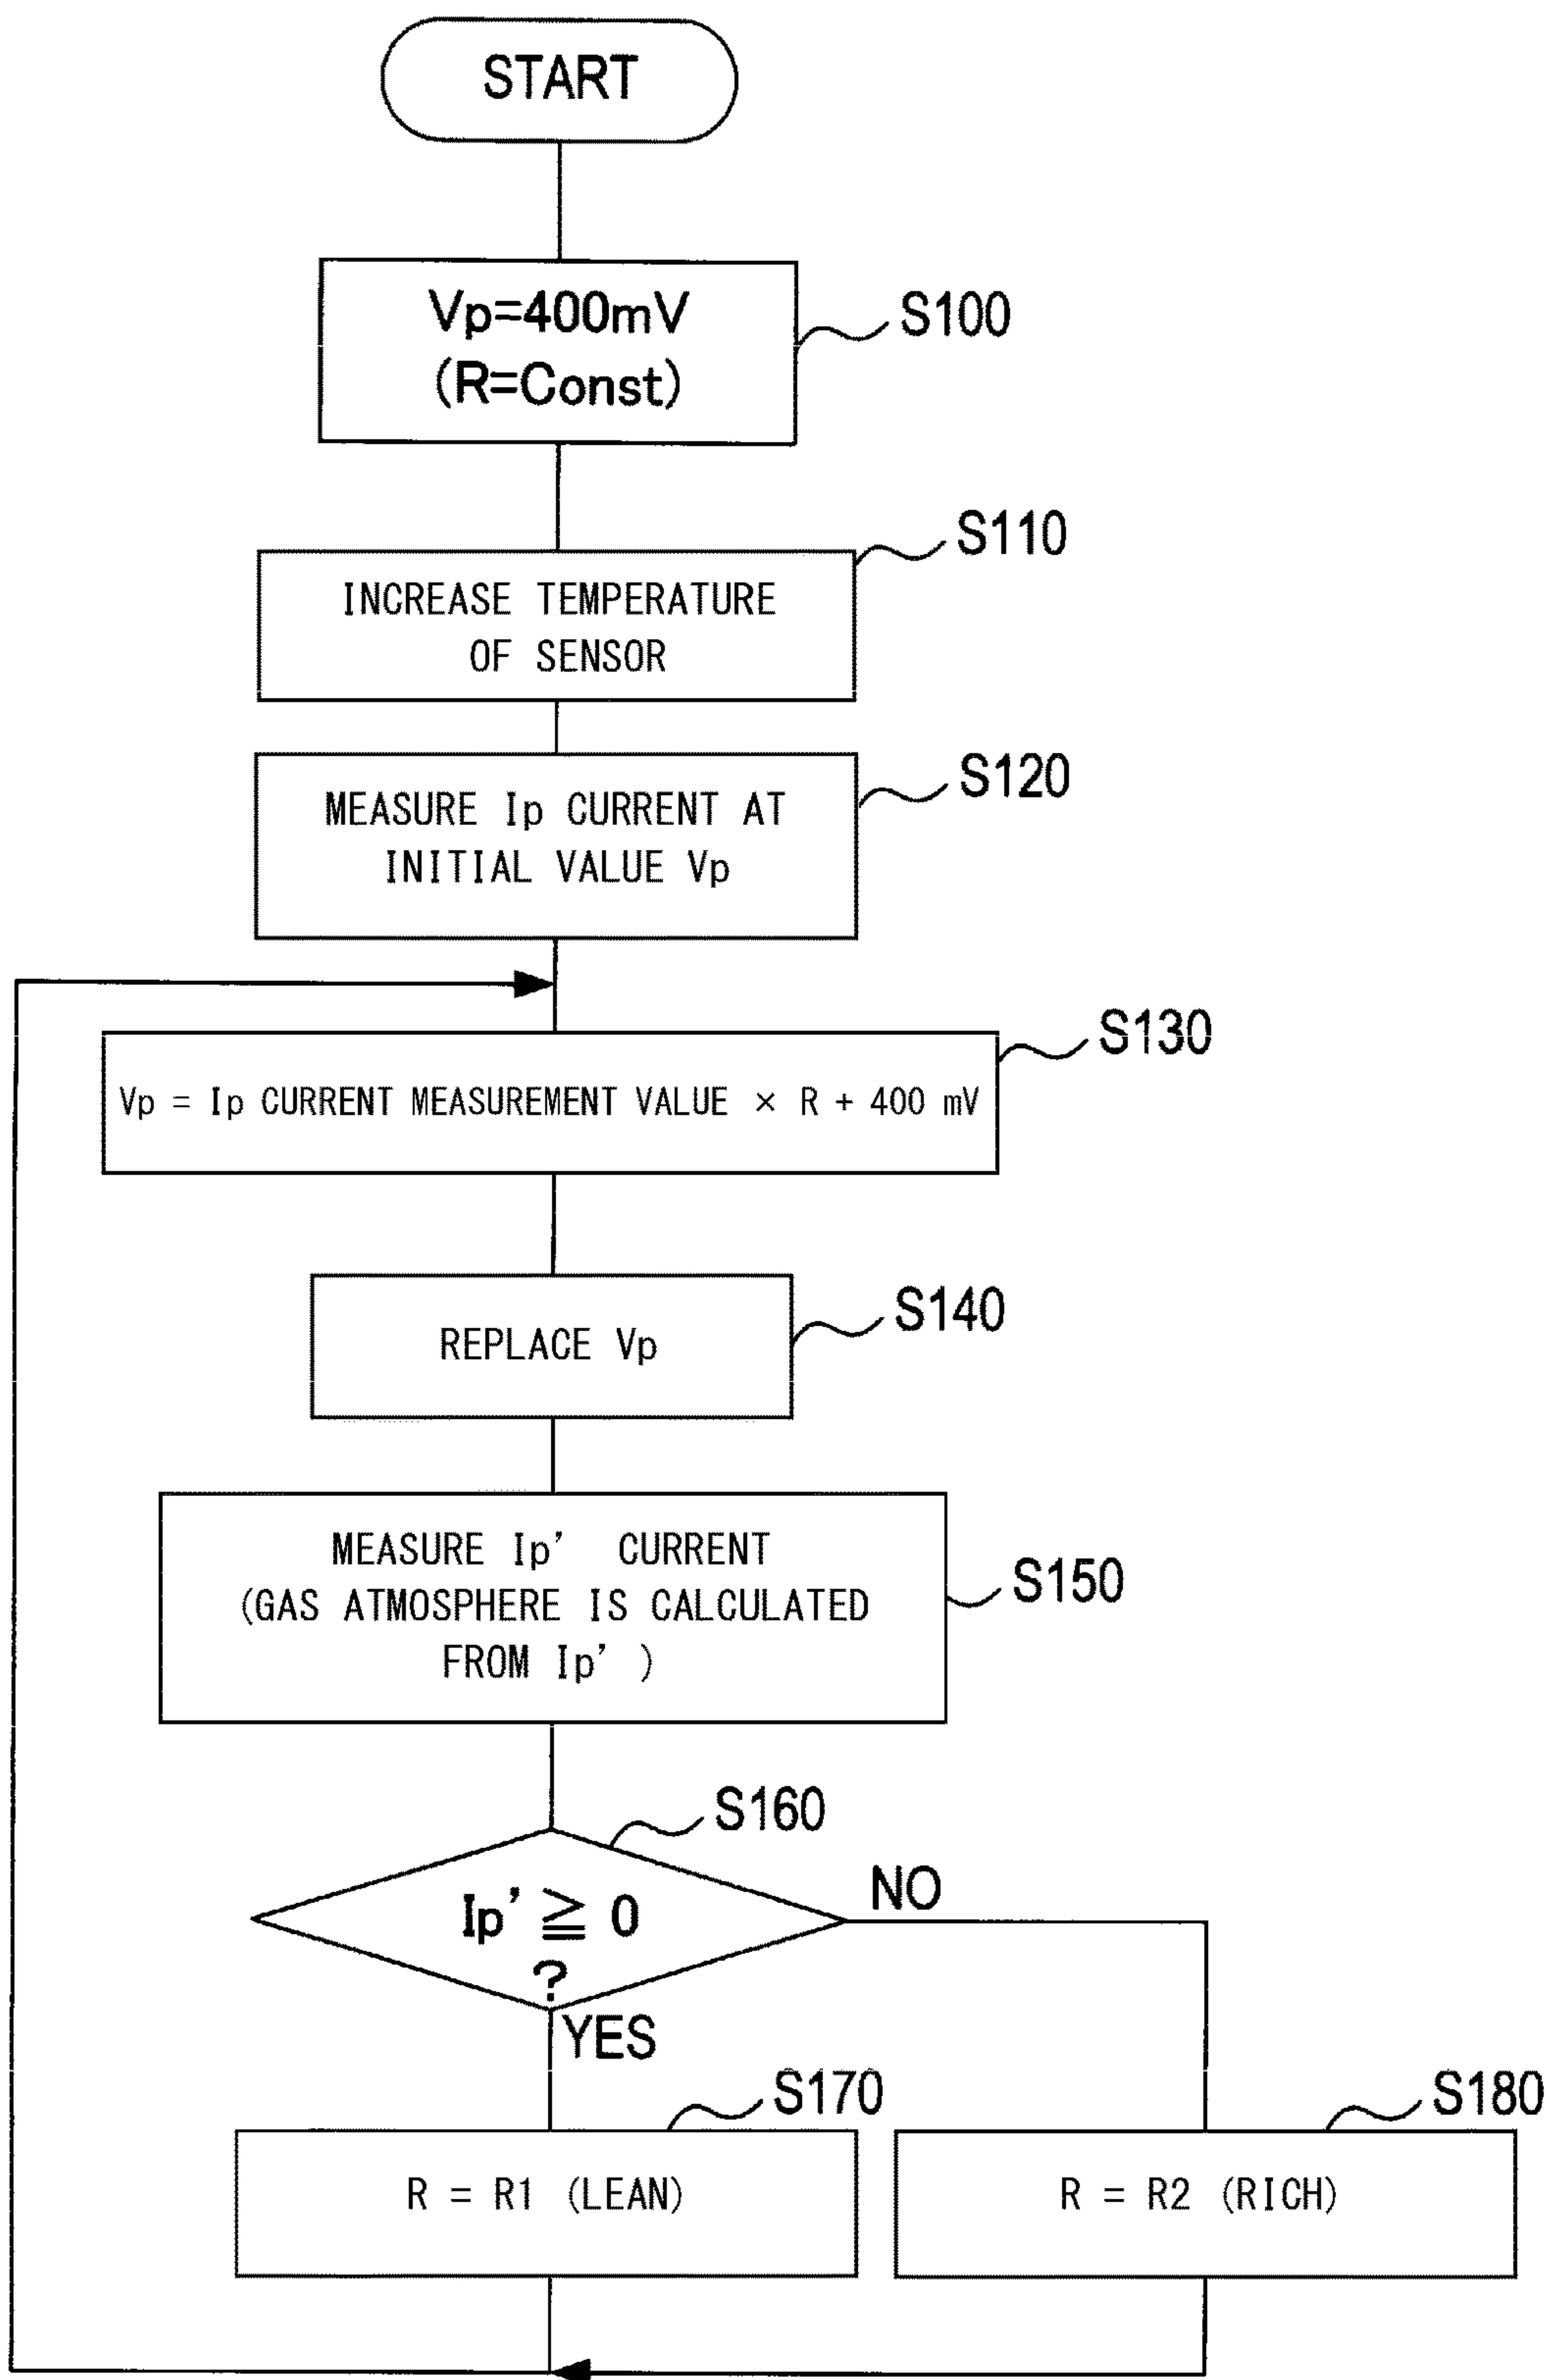 START
Vp=400mV
(R=Const)
S100
S110
INCREASE TEMPERATURE
OF SENSOR
S120
MEASURE Ip CURRENT AT
INITIAL VALUE Vp
S130
Vp = Ip CURRENT MEASUREMENT VALUE × R + 400 mV
S140
REPLACE Vp
MEASURE Ip’ CURRENT
(GAS ATMOSPHERE IS CALCULATED
FROM Ip’ )
S150
S160
Ip’ ≧ 0
?
NO
YES
S170
S180
R = R1 (LEAN)
R = R2 (RICH)